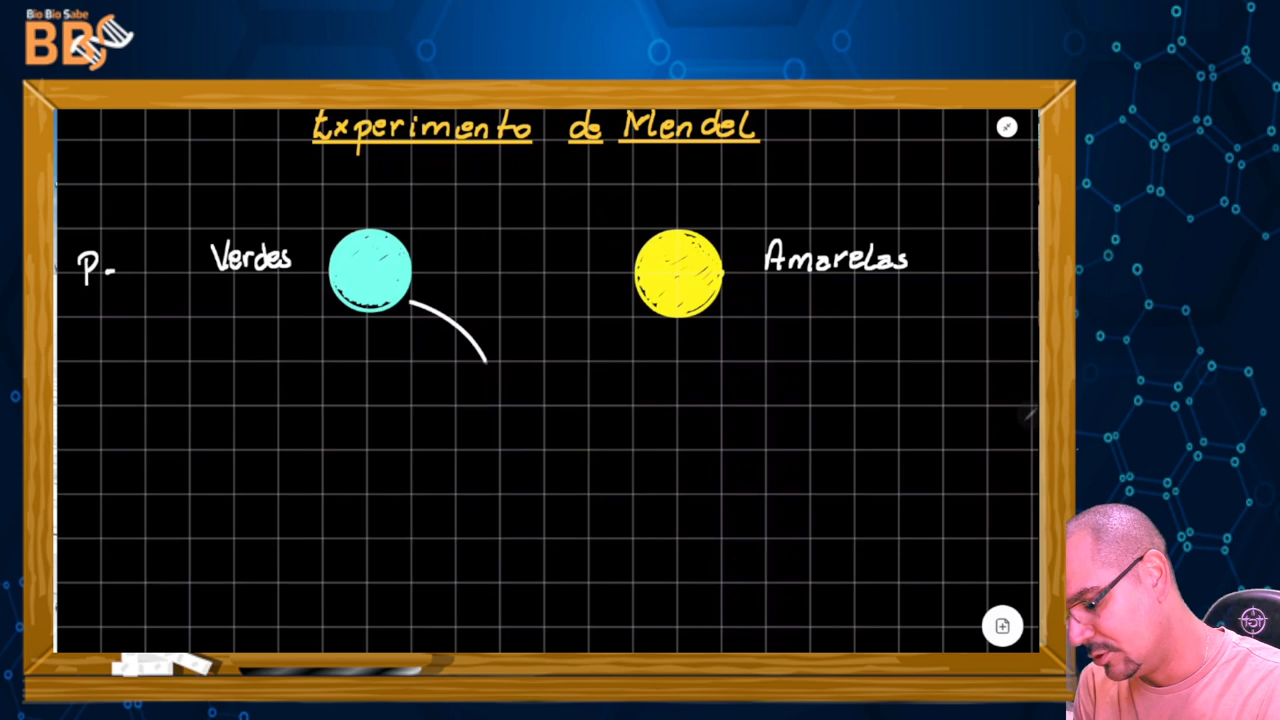 Bio Bio Sabe
BBS
Experimento de Mendel
P. Verdes Amarelas